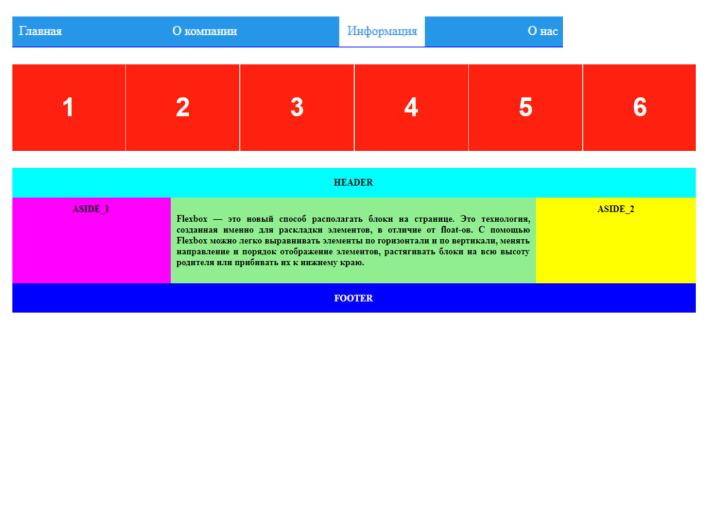 Главная О компании Информация О нас
1 2 3 4 5 6
HEADER
ASIDE_3
Flexbox — это новый способ располагать блоки на странице. Это технология,
созданная именно для раскладки элементов, в отличие от float-ов. С помощью
Flexbox можно легко выравнивать элементы по горизонтали и по вертикали, менять
направление и порядок отображение элементов, растягивать блоки на всю высоту
родителя или прибивать их к нижнему краю.
ASIDE_2
FOOTER